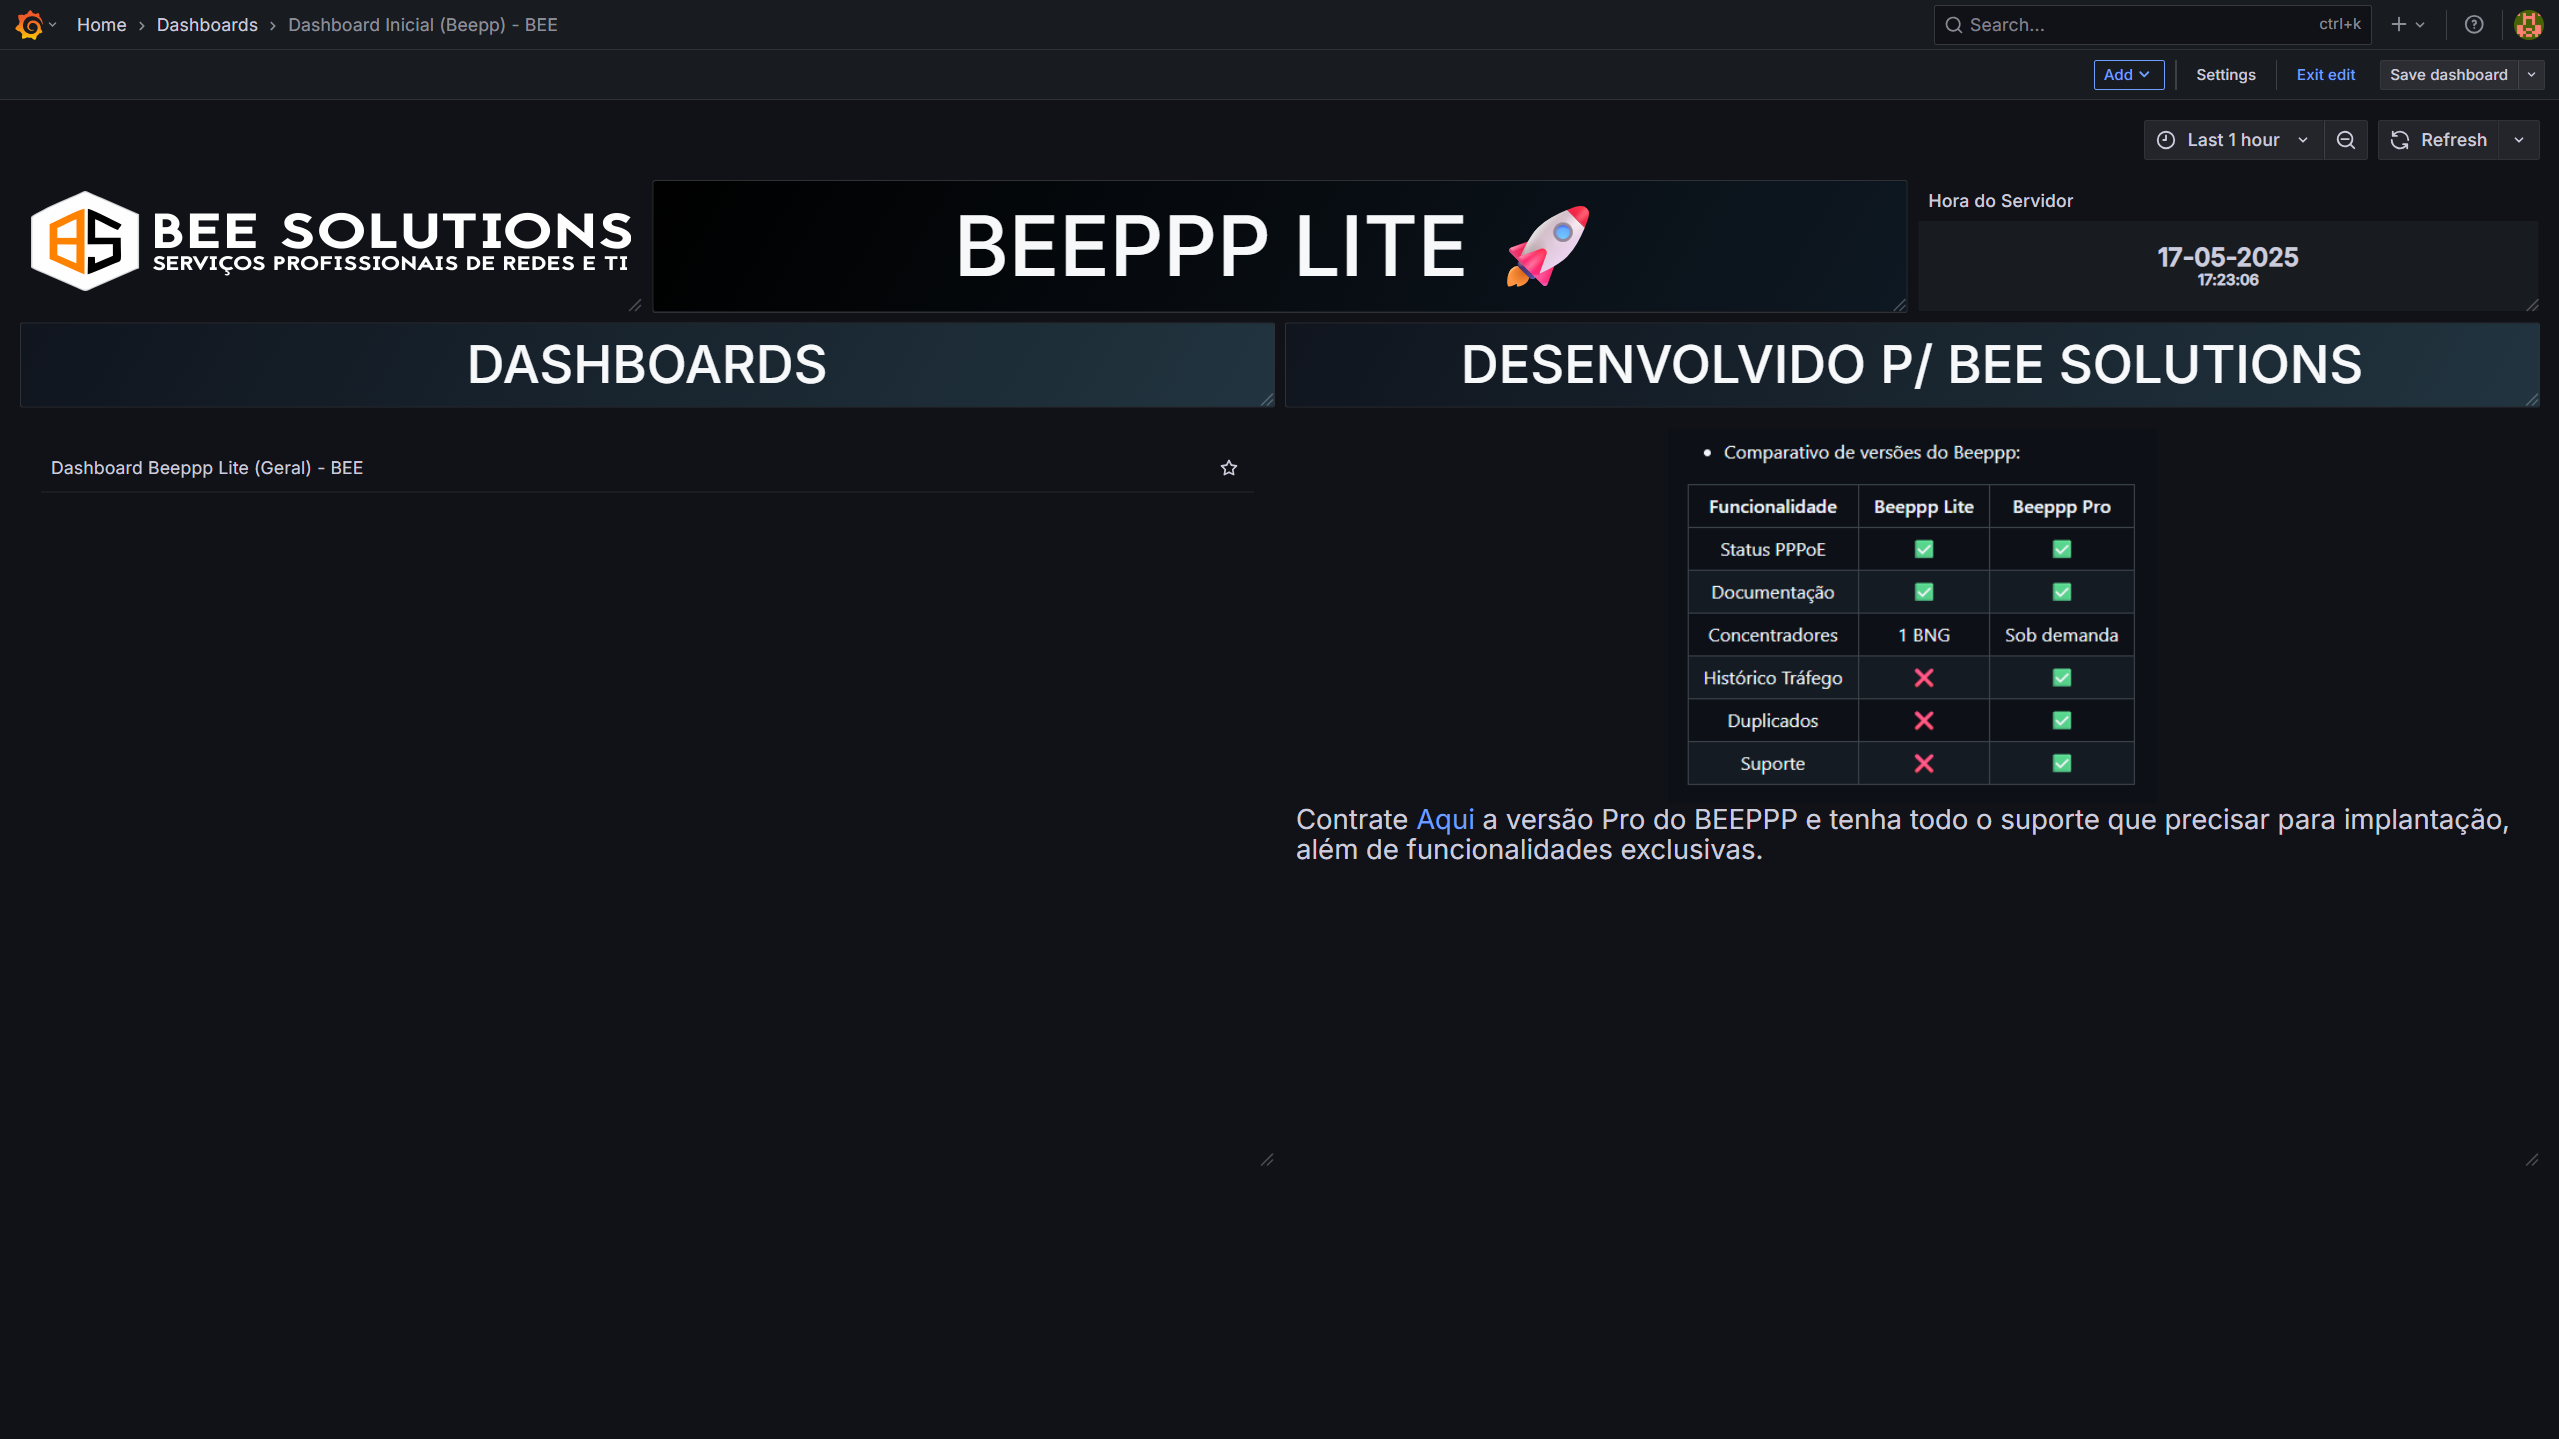 Home › Dashboards › Dashboard Inicial (Beepp) - BEE
Search...
ctrl+k
Add
Settings
Exit edit
Save dashboard
Last 1 hour
Refresh
BEE SOLUTIONS
SERVIÇOS PROFISSIONAIS DE REDES E TI
BEEPPP LITE 🚀
Hora do Servidor
17-05-2025
17:23:06
DASHBOARDS
DESENVOLVIDO P/ BEE SOLUTIONS
Dashboard Beeppp Lite (Geral) - BEE
• Comparativo de versões do Beeppp:
Funcionalidade Beeppp Lite Beeppp Pro
Status PPPoE ✅ ✅
Documentação ✅ ✅
Concentradores 1 BNG Sob demanda
Histórico Tráfego ❌ ✅
Duplicados ❌ ✅
Suporte ❌ ✅
Contrate Aqui a versão Pro do BEEPPP e tenha todo o suporte que precisar para implantação,
além de funcionalidades exclusivas.